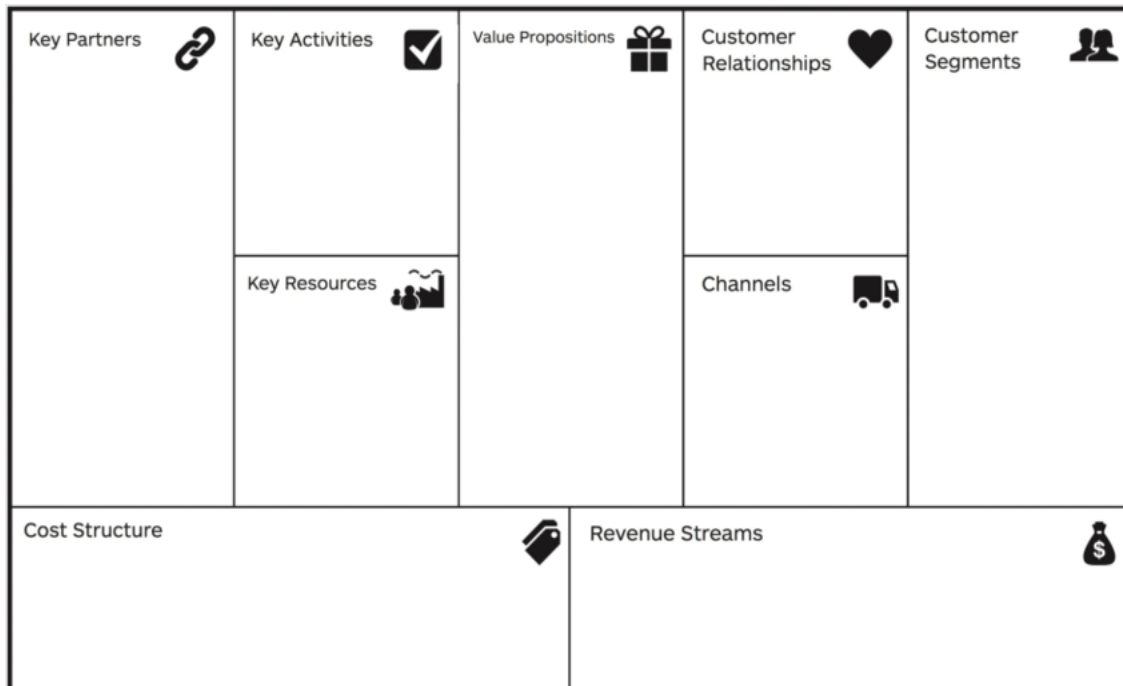 Key Partners
Key Activities
Value Propositions
Customer
Relationships
Customer
Segments
Key Resources
Channels
Cost Structure
Revenue Streams
$